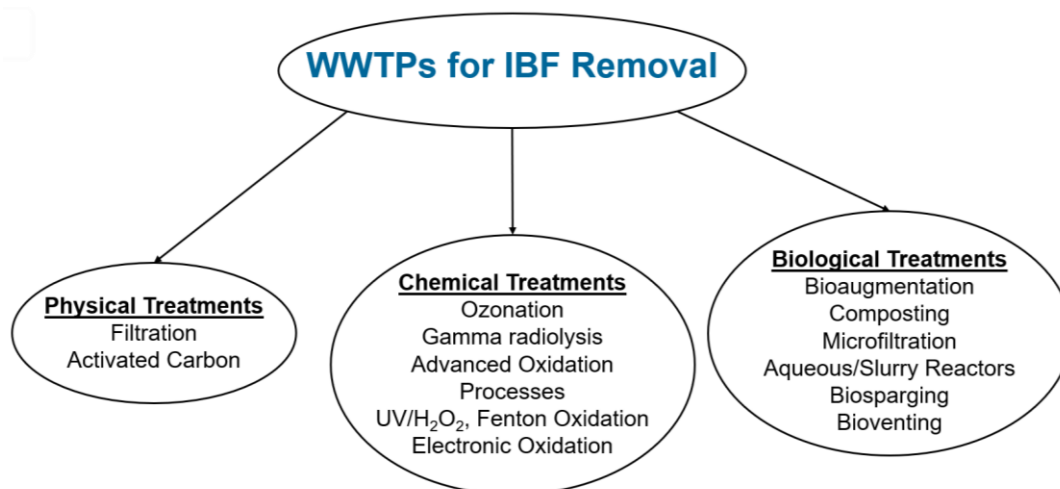 WWTPs for IBF Removal
Physical Treatments
Filtration
Activated Carbon
Chemical Treatments
Ozonation
Gamma radiolysis
Advanced Oxidation
Processes
UV/H₂O₂, Fenton Oxidation
Electronic Oxidation
Biological Treatments
Bioaugmentation
Composting
Microfiltration
Aqueous/Slurry Reactors
Biosparging
Bioventing